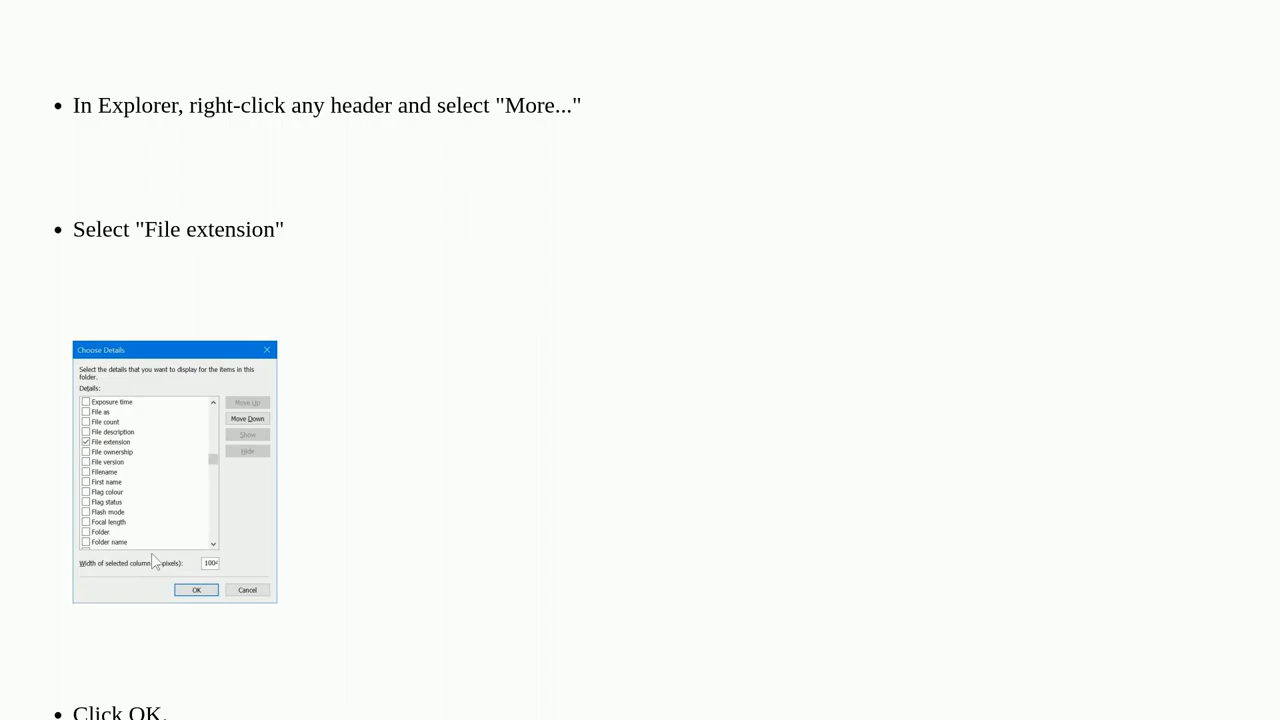 • In Explorer, right-click any header and select "More..."
• Select "File extension"
Choose Details
Select the details that you want to display for the items in this
folder.
Details:
Exposure time
File as
File count
File description
File extension
File ownership
File version
Filename
First name
Flag colour
Flag status
Flash mode
Focal length
Folder
Folder name
Move Up
Move Down
Show
Hide
Width of selected column pixels):
100
OK
Cancel
• Click OK.